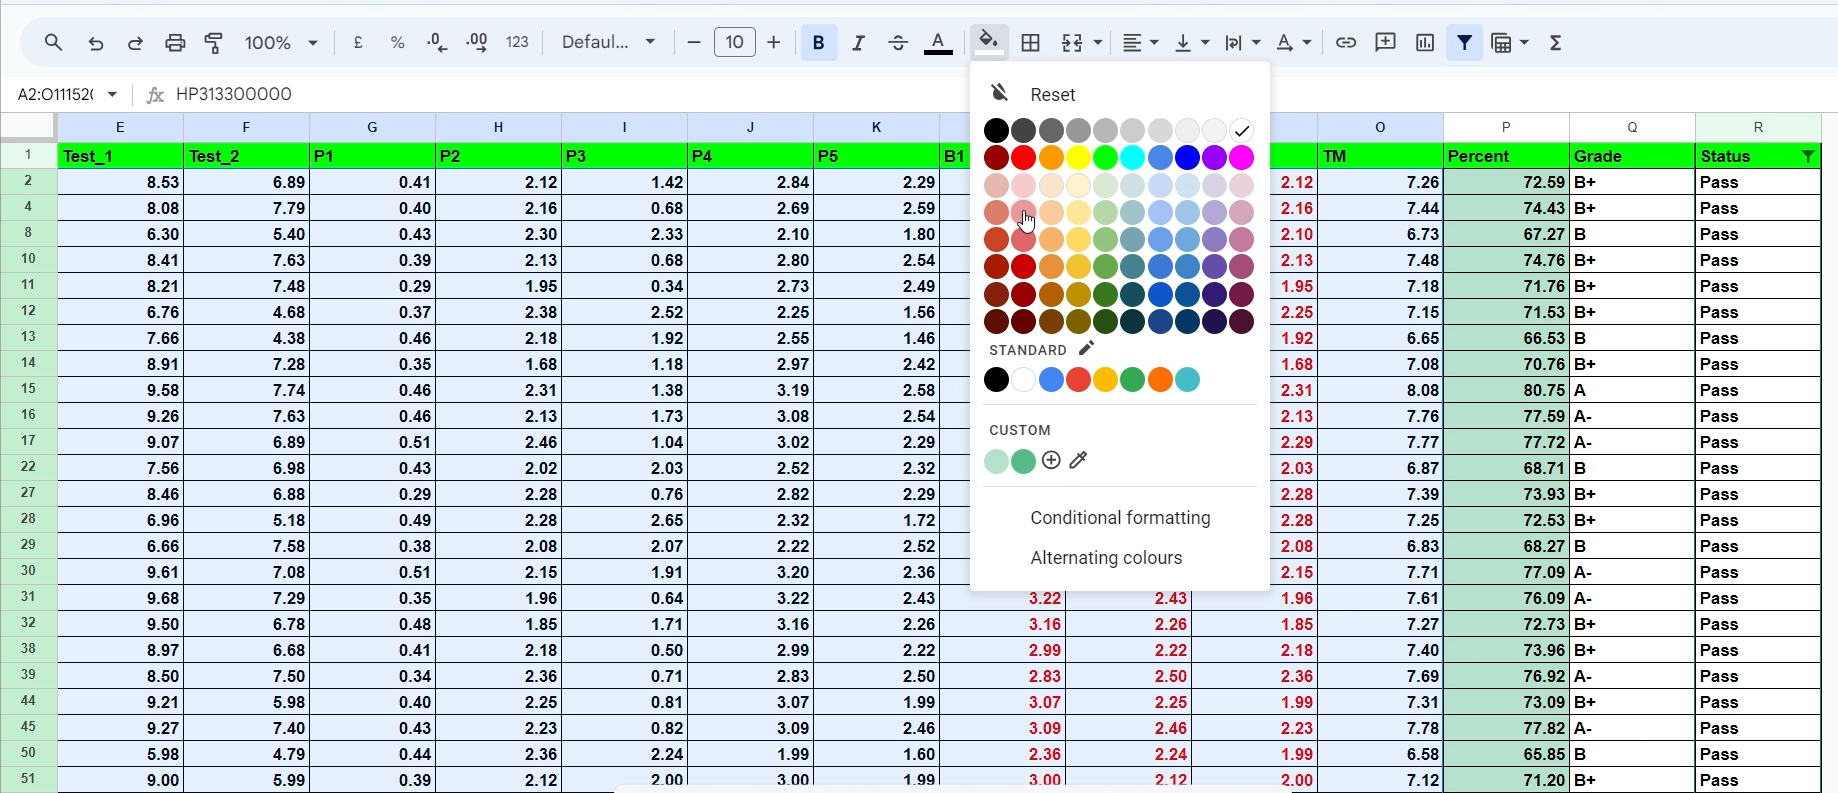 100% £ % .0 .00 123 Defaul... 10 B I A A Σ
A2:O11152( fx HP313300000
Reset
E F G H I J K O P Q R
1 Test_1 Test_2 P1 P2 P3 P4 P5 B1 TM Percent Grade Status
2 8.53 6.89 0.41 2.12 1.42 2.84 2.29 2.12 7.26 72.59 B+ Pass
4 8.08 7.79 0.40 2.16 0.68 2.69 2.59 2.16 7.44 74.43 B+ Pass
8 6.30 5.40 0.43 2.30 2.33 2.10 1.80 2.10 6.73 67.27 B Pass
10 8.41 7.63 0.39 2.13 0.68 2.80 2.54 2.13 7.48 74.76 B+ Pass
11 8.21 7.48 0.29 1.95 0.34 2.73 2.49 1.95 7.18 71.76 B+ Pass
12 6.76 4.68 0.37 2.38 2.52 2.25 1.56 2.25 7.15 71.53 B+ Pass
13 7.66 4.38 0.46 2.18 1.92 2.55 1.46 1.92 6.65 66.53 B Pass
STANDARD
14 8.91 7.28 0.35 1.68 1.18 2.97 2.42 1.68 7.08 70.76 B+ Pass
15 9.58 7.74 0.46 2.31 1.38 3.19 2.58 2.31 8.08 80.75 A Pass
16 9.26 7.63 0.46 2.13 1.73 3.08 2.54 2.13 7.76 77.59 A- Pass
CUSTOM
17 9.07 6.89 0.51 2.46 1.04 3.02 2.29 2.29 7.77 77.72 A- Pass
22 7.56 6.98 0.43 2.02 2.03 2.52 2.32 2.03 6.87 68.71 B Pass
27 8.46 6.88 0.29 2.28 0.76 2.82 2.29 2.28 7.39 73.93 B+ Pass
Conditional formatting
28 6.96 5.18 0.49 2.28 2.65 2.32 1.72 2.28 7.25 72.53 B+ Pass
29 6.66 7.58 0.38 2.08 2.07 2.22 2.52 2.08 6.83 68.27 B Pass
Alternating colours
30 9.61 7.08 0.51 2.15 1.91 3.20 2.36 2.15 7.71 77.09 A- Pass
31 9.68 7.29 0.35 1.96 0.64 3.22 2.43 3.22 2.43 1.96 7.61 76.09 A- Pass
32 9.50 6.78 0.48 1.85 1.71 3.16 2.26 3.16 2.26 1.85 7.27 72.73 B+ Pass
38 8.97 6.68 0.41 2.18 0.50 2.99 2.22 2.99 2.22 2.18 7.40 73.96 B+ Pass
39 8.50 7.50 0.34 2.36 0.71 2.83 2.50 2.83 2.50 2.36 7.69 76.92 A- Pass
44 9.21 5.98 0.40 2.25 0.81 3.07 1.99 3.07 2.25 1.99 7.31 73.09 B+ Pass
45 9.27 7.40 0.43 2.23 0.82 3.09 2.46 3.09 2.46 2.23 7.78 77.82 A- Pass
50 5.98 4.79 0.44 2.36 2.24 1.99 1.60 2.36 2.24 1.99 6.58 65.85 B Pass
51 9.00 5.99 0.39 2.12 2.00 3.00 1.99 3.00 2.12 2.00 7.12 71.20 B+ Pass